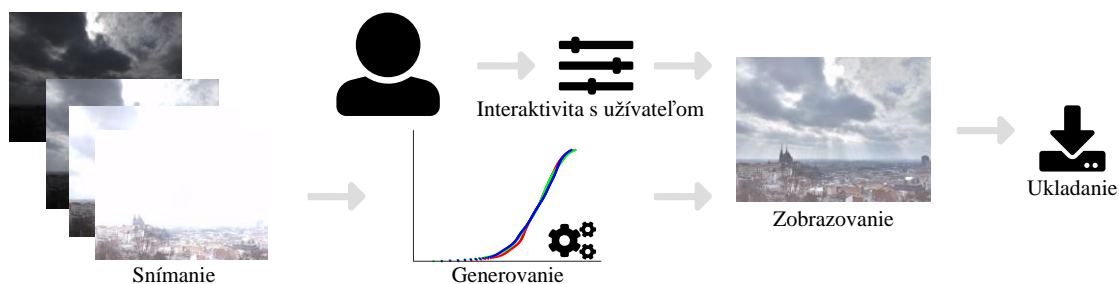 Interaktivita s užívateľom
Snímanie
Generovanie
Zobrazovanie
Ukladanie